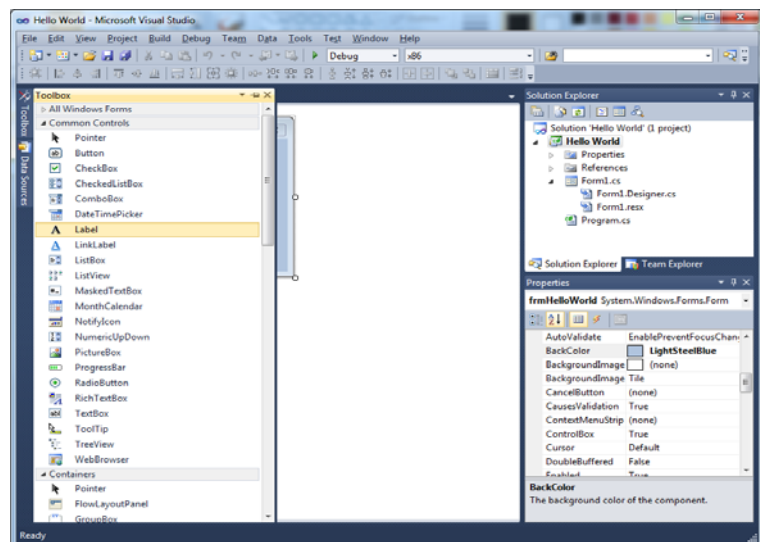 Hello World - Microsoft Visual Studio
File Edit View Project Build Debug Team Data Tools Test Window Help
Debug x86
Toolbox
All Windows Forms
Common Controls
Pointer
Button
CheckBox
CheckedListBox
ComboBox
DateTimePicker
Label
LinkLabel
ListBox
ListView
MaskedTextBox
MonthCalendar
NotifyIcon
NumericUpDown
PictureBox
ProgressBar
RadioButton
RichTextBox
TextBox
ToolTip
TreeView
WebBrowser
Containers
Pointer
FlowLayoutPanel
GroupBox
Toolbox
Data Sources
Solution Explorer
Solution 'Hello World' (1 project)
Hello World
Properties
References
Form1.cs
Form1.Designer.cs
Form1.resx
Program.cs
Solution Explorer Team Explorer
Properties
frmHelloWorld System.Windows.Forms.Form
AutoValidate EnablePreventFocusChan
BackColor LightSteelBlue
BackgroundImage (none)
BackgroundImage Tile
CancelButton (none)
CausesValidation True
ContextMenuStrip (none)
ControlBox True
Cursor Default
DoubleBuffered False
Enabled True
BackColor
The background color of the component.
Ready